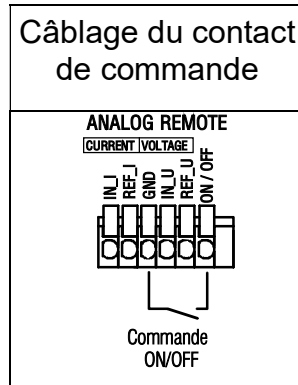 Câblage du contact
de commande
ANALOG REMOTE
CURRENT VOLTAGE
IN_I
REF_I
GND
IN_U
REF_U
ON / OFF
Commande
ON/OFF